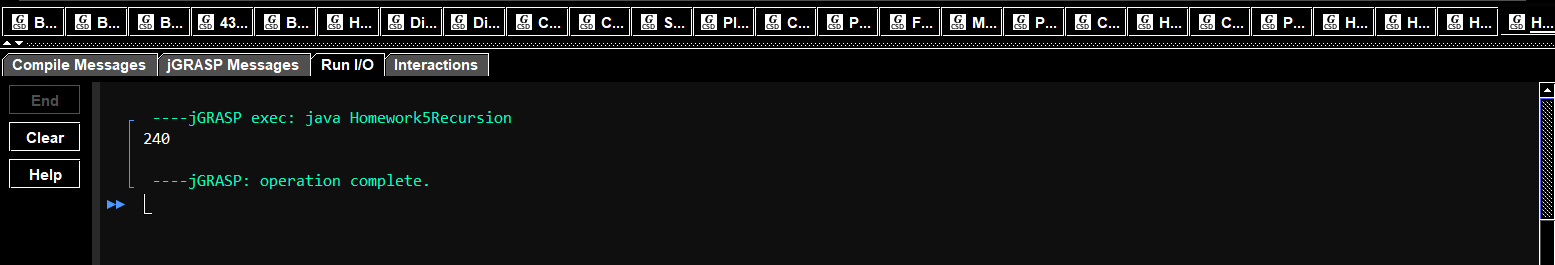 B... B... B... 43... B... H... Di... Di... C... C... S... Pl... C... P... F... M... P... C... H... C... P... H... H... H... H...
Compile Messages jGRASP Messages Run I/O Interactions
End
Clear
Help
----jGRASP exec: java Homework5Recursion
240
----jGRASP: operation complete.